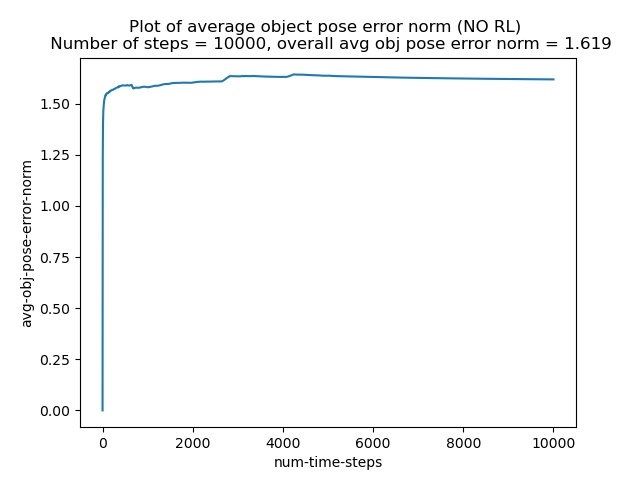 Plot of average object pose error norm (NO RL)
Number of steps = 10000, overall avg obj pose error norm = 1.619
1.50
1.25
1.00
0.75
0.50
0.25
0.00
avg-obj-pose-error-norm
0 2000 4000 6000 8000 10000
num-time-steps